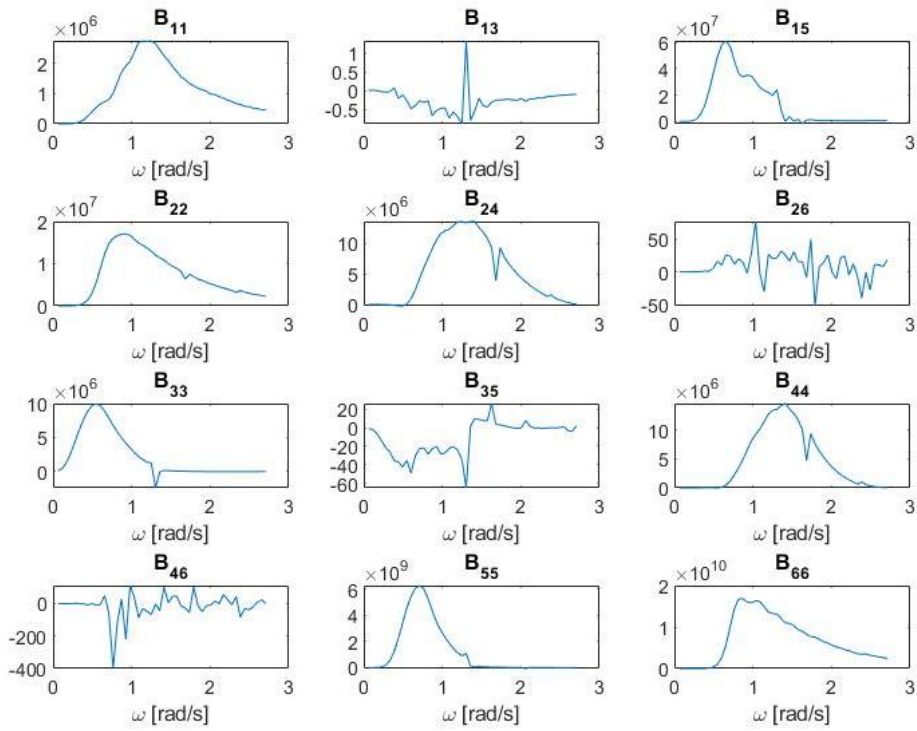 B₁₁ B₁₃ B₁₅
×10⁶ ×10⁷
2 1 0 0 1 2 3
1 0.5 0 -0.5 0 1 2 3
6 4 2 0 0 1 2 3
ω [rad/s] ω [rad/s] ω [rad/s]
B₂₂ B₂₄ B₂₆
×10⁷ ×10⁶
2 1 0 0 1 2 3
10 5 0 0 1 2 3
50 0 -50 0 1 2 3
ω [rad/s] ω [rad/s] ω [rad/s]
B₃₃ B₃₅ B₄₄
×10⁶ ×10⁶
10 5 0 0 1 2 3
20 0 -20 -40 -60 0 1 2 3
10 5 0 0 1 2 3
ω [rad/s] ω [rad/s] ω [rad/s]
B₄₆ B₅₅ B₆₆
×10⁹ ×10¹⁰
0 -200 -400 0 1 2 3
6 4 2 0 0 1 2 3
2 1 0 0 1 2 3
ω [rad/s] ω [rad/s] ω [rad/s]